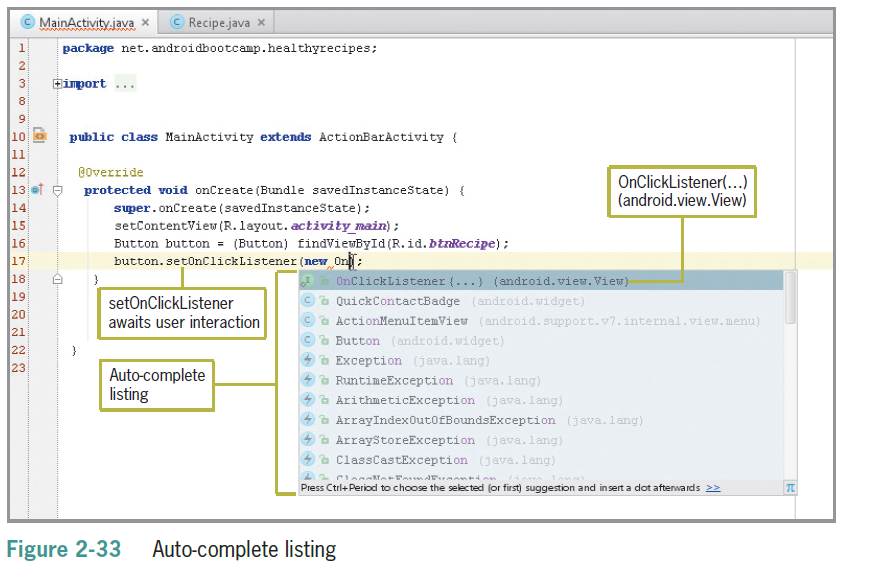 MainActivity.java × Recipe.java ×
1 package net.androidbootcamp.healthyrecipes;
2
3 import ...
8
9
10 public class MainActivity extends ActionBarActivity {
11
12 @Override
13 protected void onCreate(Bundle savedInstanceState) {
14 super.onCreate(savedInstanceState);
15 setContentView(R.layout.activity_main);
16 Button button = (Button) findViewById(R.id.btnRecipe);
17 button.setOnClickListener(new On);
18 }
19
20
21
22 }
23
OnClickListener(...)
(android.view.View)
setOnClickListener
awaits user interaction
Auto-complete
listing
OnClickListener{...} (android.view.View)
QuickContactBadge (android.widget)
ActionMenuItemView (android.support.v7.internal.view.menu)
Button (android.widget)
Exception (java.lang)
RuntimeException (java.lang)
ArithmeticException (java.lang)
ArrayIndexOutOfBoundsException (java.lang)
ArrayStoreException (java.lang)
ClassCastException (java.lang)
Press Ctrl+Period to choose the selected (or first) suggestion and insert a dot afterwards >> π
Figure 2-33 Auto-complete listing